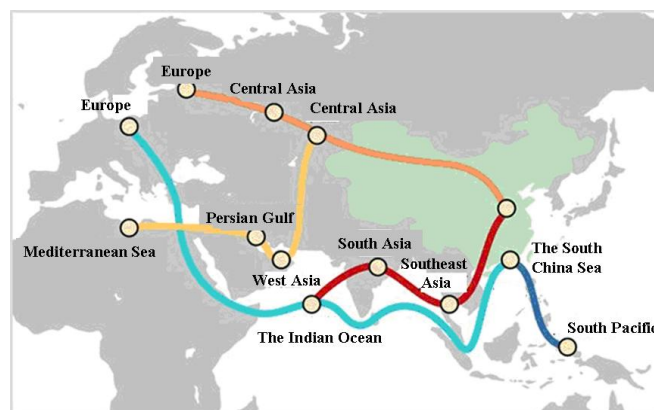 Europe
Central Asia
Europe
Central Asia
Persian Gulf
Mediterranean Sea
South Asia
The South
China Sea
Southeast
Asia
West Asia
South Pacific
The Indian Ocean